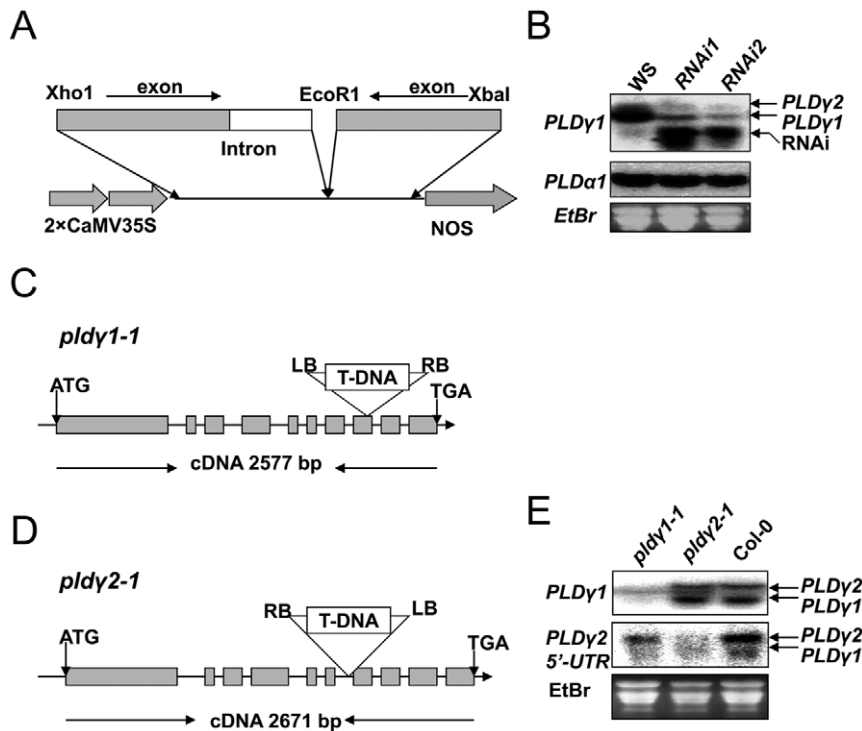 A
Xho1
exon
EcoR1
exon
XbaI
Intron
2×CaMV35S
NOS
B
WS
RNAi1
RNAi2
PLDγ1
PLDγ2
PLDγ1
RNAi
PLDα1
EtBr
C
pldγ1-1
LB
T-DNA
RB
ATG
TGA
cDNA 2577 bp
D
pldγ2-1
RB
T-DNA
LB
ATG
TGA
cDNA 2671 bp
E
pldγ1-1
pldγ2-1
Col-0
PLDγ1
PLDγ2
PLDγ1
PLDγ2
5'-UTR
PLDγ2
PLDγ1
EtBr